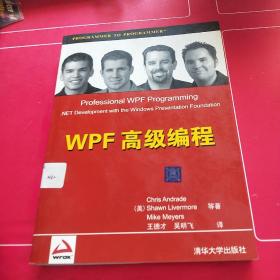 PROGRAMMER TO PROGRAMMER™
Professional WPF Programming
.NET Development with the Windows Presentation Foundation
WPF 高级编程
Chris Andrade
(美) Shawn Livermore 等著
Mike Meyers
王德才 吴明飞 译
wrox
清华大学出版社